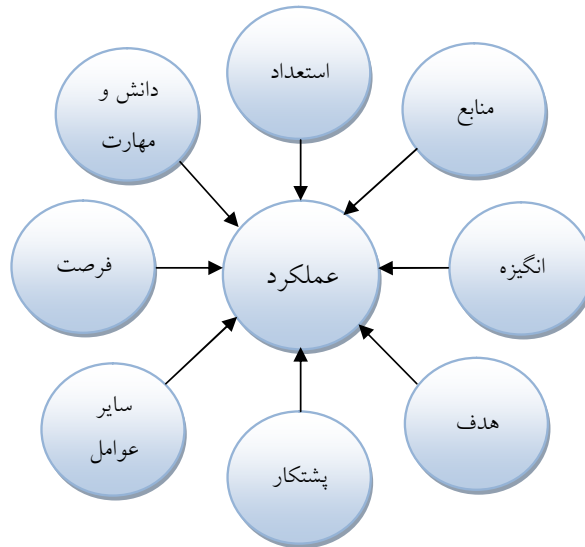 استعداد
منابع
دانش و
مهارت
انگیزه
عملکرد
فرصت
هدف
سایر
عوامل
پشتکار